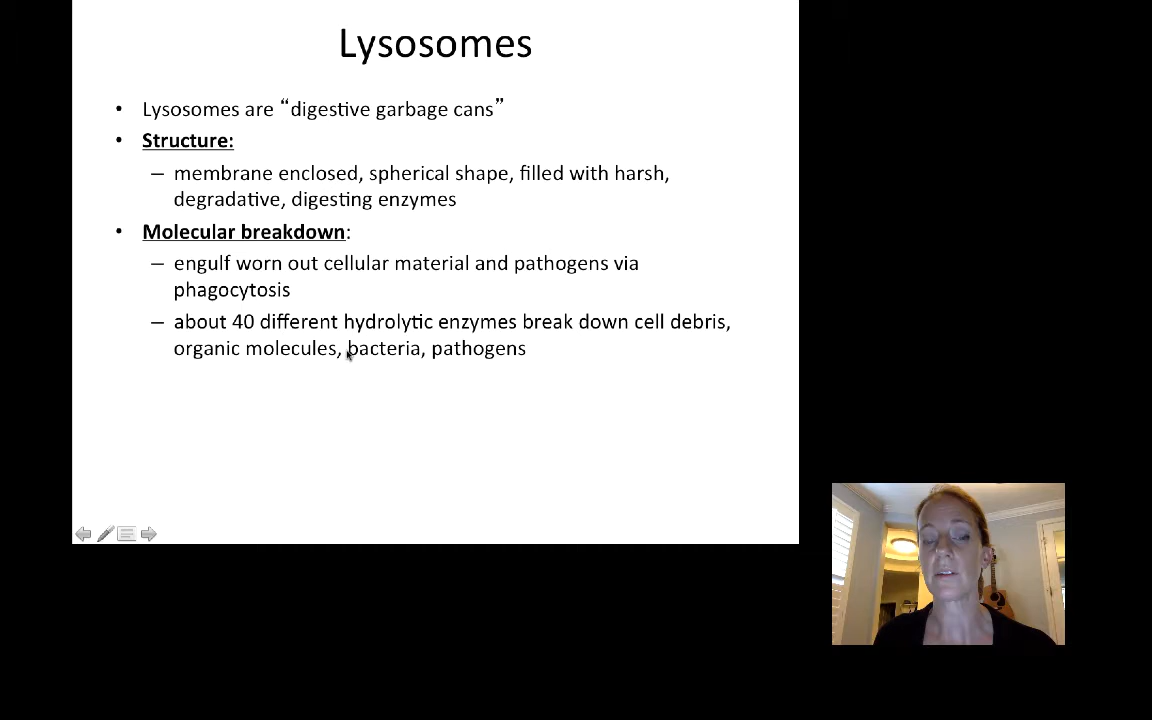 Lysosomes
• Lysosomes are “digestive garbage cans”
• Structure:
– membrane enclosed, spherical shape, filled with harsh,
degradative, digesting enzymes
• Molecular breakdown:
– engulf worn out cellular material and pathogens via
phagocytosis
– about 40 different hydrolytic enzymes break down cell debris,
organic molecules, bacteria, pathogens